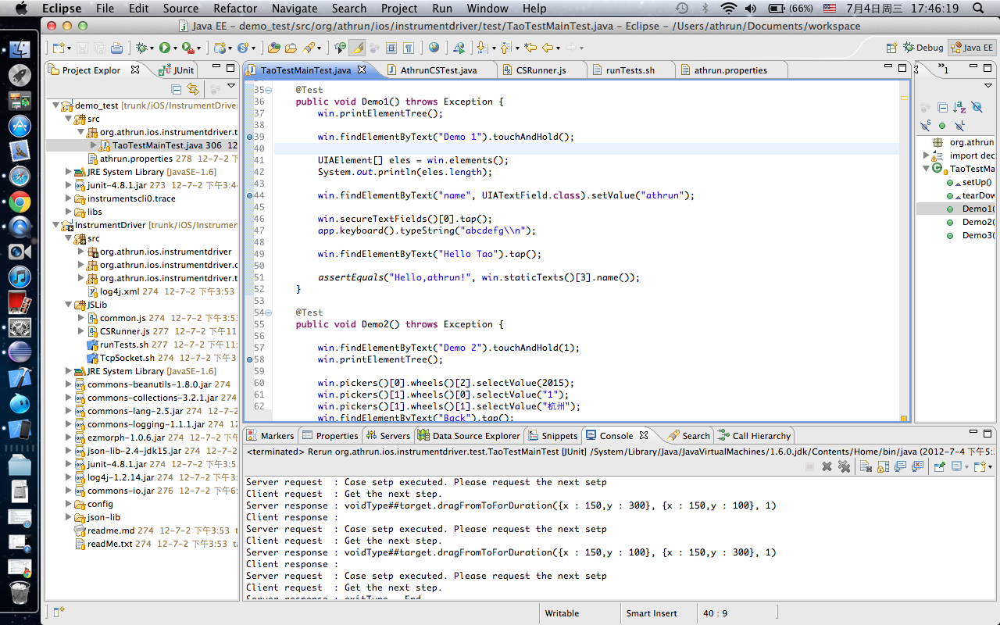 Eclipse File Edit Source Refactor Navigate Search Project Run Window Help (66%) 7月4日周三 17:46:19
Java EE - demo_test/src/org/athrun/ios/instrumentdriver/test/TaoTestMainTest.java - Eclipse - /Users/athrun/Documents/workspace
Debug Java EE
Project Explor JUnit
demo_test [trunk/iOS/InstrumentDriver
src
org.athrun.ios.instrumentdriver.t
TaoTestMainTest.java 306 12
athrun.properties 278 12-7-2 下
JRE System Library [JavaSE-1.6]
junit-4.8.1.jar 273 12-7-2 下午3:4
instrumentscli0.trace
libs
InstrumentDriver [trunk/iOS/Instrumen
src
org.athrun.ios.instrumentdriver
org.athrun.ios.instrumentdriver.c
org.athrun.ios.instrumentdriver.t
log4j.xml 274 12-7-2 下午3:53
JSLib
common.js 274 12-7-2 下午3:53
CSRunner.js 277 12-7-2 下午11
runTests.sh 277 12-7-2 下午11:
TcpSocket.sh 274 12-7-2 下午3:
JRE System Library [JavaSE-1.6]
commons-beanutils-1.8.0.jar 274
commons-collections-3.2.1.jar 274
commons-lang-2.5.jar 274 12-7-2
commons-logging-1.1.1.jar 274 12
ezmorph-1.0.6.jar 274 12-7-2 下
json-lib-2.4-jdk15.jar 274 12-7-2
junit-4.8.1.jar 274 12-7-2 下午3:5
log4j-1.2.14.jar 274 12-7-2 下午3
commons-io.jar 276 12-7-2 下午6:
config
json-lib
readme.md 274 12-7-2 下午3:53
readMe.txt 274 12-7-2 下午3:53 ta
TaoTestMainTest.java AthrunCSTest.java CSRunner.js runTests.sh athrun.properties
35 @Test
36 public void Demo1() throws Exception {
37 win.printElementTree();
38
39 win.findElementByText("Demo 1").touchAndHold();
40
41 UIAElement[] eles = win.elements();
42 System.out.println(eles.length);
43
44 win.findElementByText("name", UIATextField.class).setValue("athrun");
45
46 win.secureTextFields()[0].tap();
47 app.keyboard().typeString("abcdefg\\n");
48
49 win.findElementByText("Hello Tao").tap();
50
51 assertEquals("Hello,athrun!", win.staticTexts()[3].name());
52 }
53
54 @Test
55 public void Demo2() throws Exception {
56
57 win.findElementByText("Demo 2").touchAndHold(1);
58 win.printElementTree();
59
60 win.pickers()[0].wheels()[2].selectValue(2015);
61 win.pickers()[1].wheels()[0].selectValue("1");
62 win.pickers()[1].wheels()[1].selectValue("杭州");
win.findElementByText("Back").tap();
»1
org.athrun
import dec
TaoTestMa
setUp()
tearDow
Demo1(
Demo2(
Demo3(
Markers Properties Servers Data Source Explorer Snippets Console Search Call Hierarchy
<terminated> Rerun org.athrun.ios.instrumentdriver.test.TaoTestMainTest [JUnit] /System/Library/Java/JavaVirtualMachines/1.6.0.jdk/Contents/Home/bin/java (2012-7-4 下午5:
Server request : Case setp executed. Please request the next setp
Client request : Get the next step.
Server response : voidType##target.dragFromToForDuration({x : 150,y : 300}, {x : 150,y : 100}, 1)
Client response :
Server request : Case setp executed. Please request the next setp
Client request : Get the next step.
Server response : voidType##target.dragFromToForDuration({x : 150,y : 100}, {x : 150,y : 300}, 1)
Client response :
Server request : Case setp executed. Please request the next setp
Client request : Get the next step.
Writable Smart Insert 40 : 9